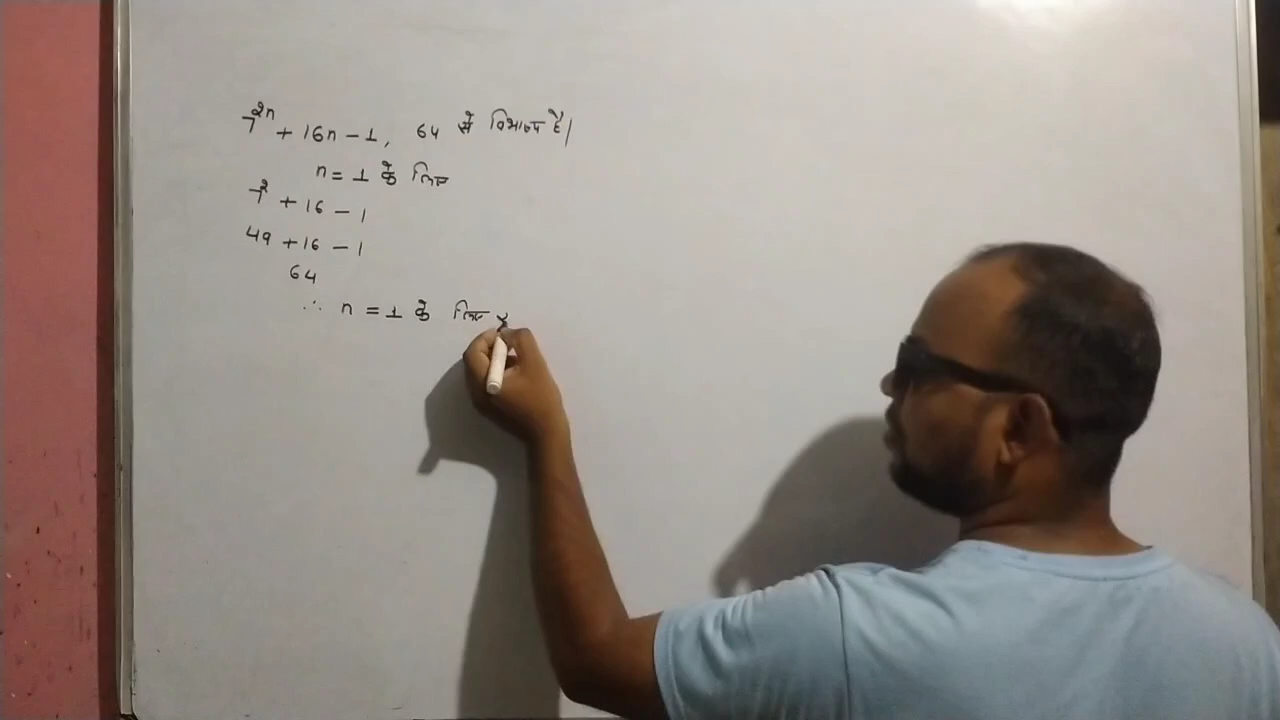 7²ⁿ + 16n - 1, 64 से विभाज्य है।
n = 1 के लिए
7² + 16 - 1
49 + 16 - 1
64
∴ n = 1 के लिए